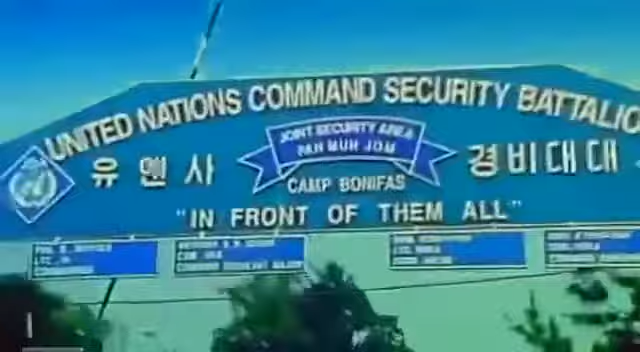 UNITED NATIONS COMMAND SECURITY BATTALIO
JOINT SECURITY AREA
PAN MUN JOM
유엔사 경비대대
CAMP BONIFAS
"IN FRONT OF THEM ALL"